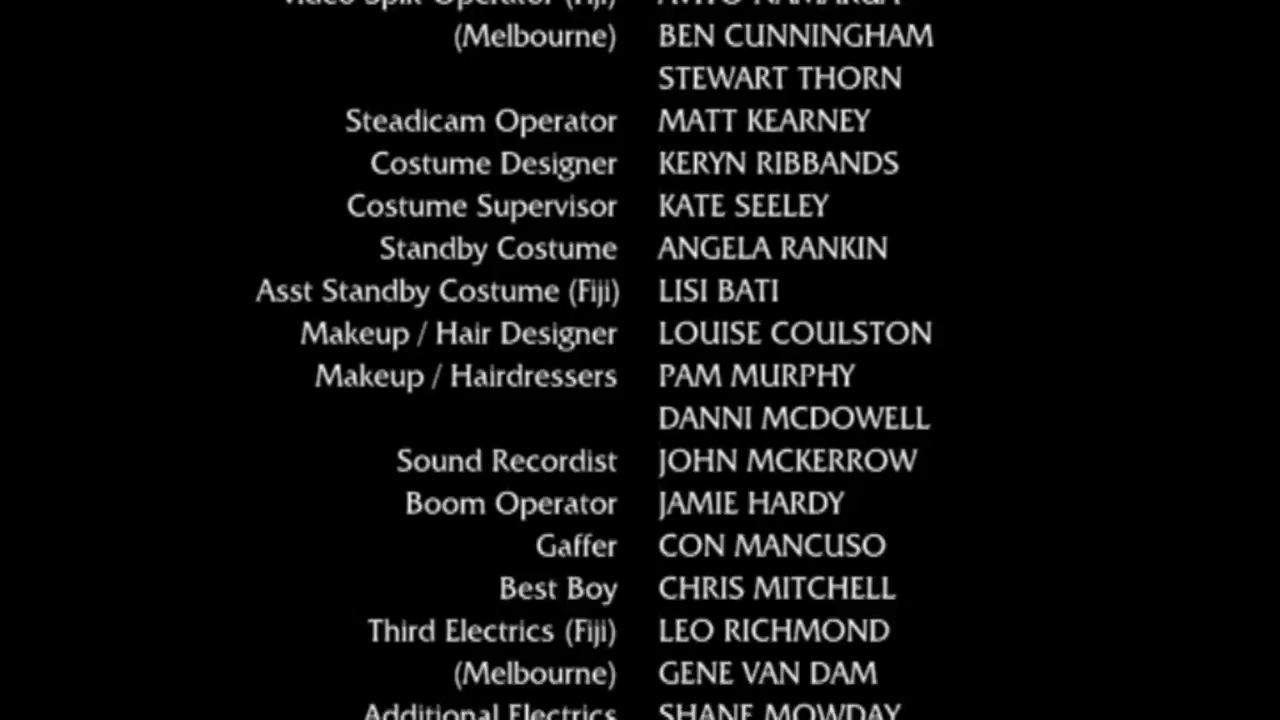 Video Split Operator (Fiji)
(Melbourne) BEN CUNNINGHAM
STEWART THORN
Steadicam Operator MATT KEARNEY
Costume Designer KERYN RIBBANDS
Costume Supervisor KATE SEELEY
Standby Costume ANGELA RANKIN
Asst Standby Costume (Fiji) LISI BATI
Makeup / Hair Designer LOUISE COULSTON
Makeup / Hairdressers PAM MURPHY
DANNI MCDOWELL
Sound Recordist JOHN MCKERROW
Boom Operator JAMIE HARDY
Gaffer CON MANCUSO
Best Boy CHRIS MITCHELL
Third Electrics (Fiji) LEO RICHMOND
(Melbourne) GENE VAN DAM
Additional Electrics SHANE MOWDAY